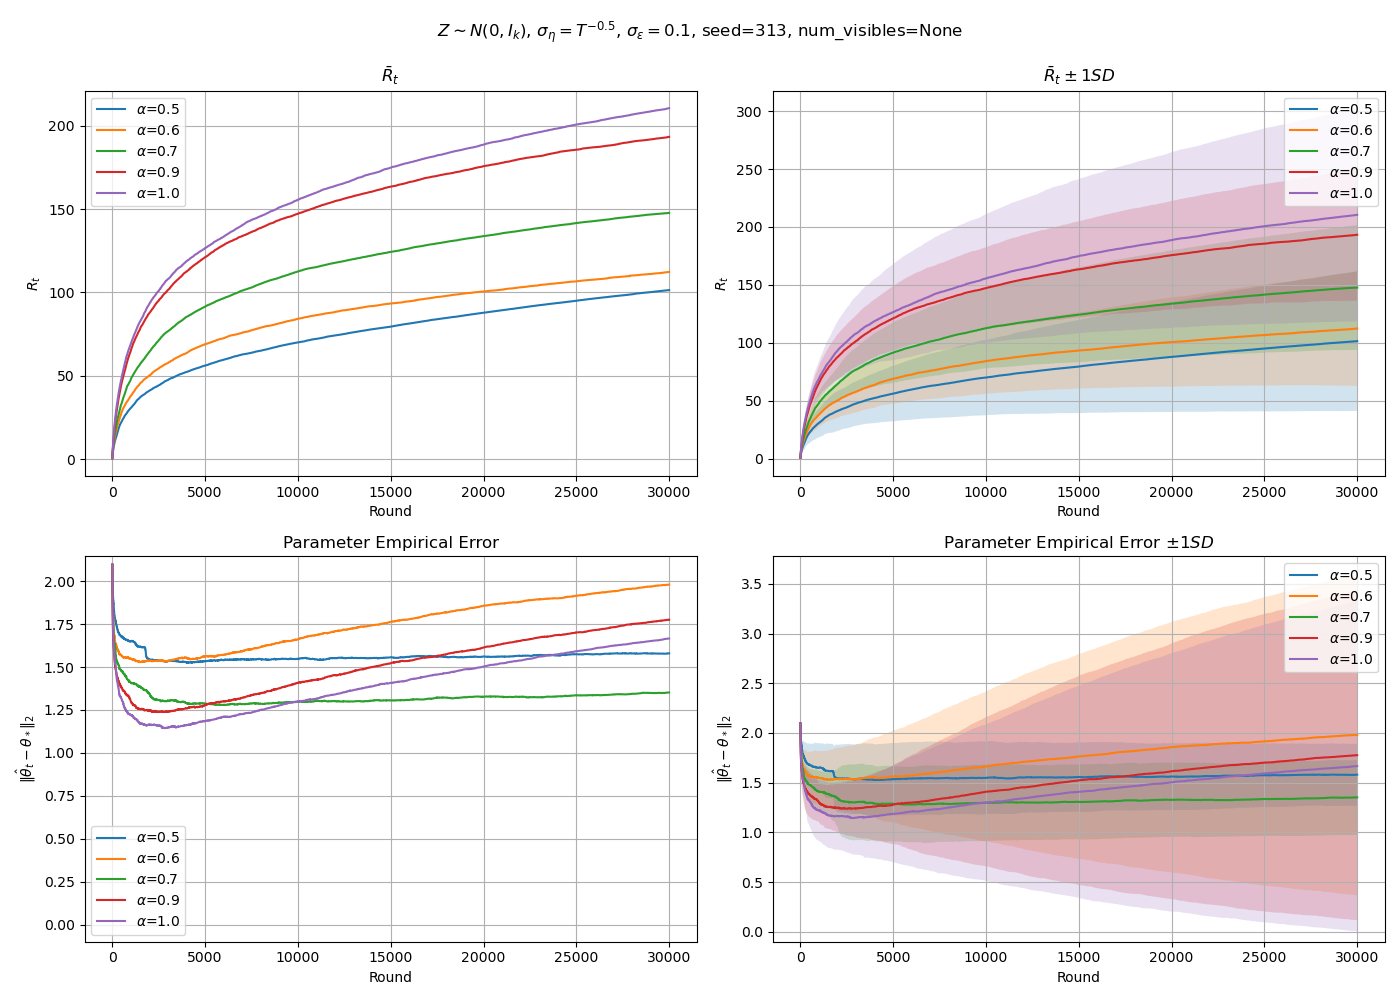 Z ~ N(0, I_k), σ_η = T^{−0.5}, σ_ε = 0.1, seed=313, num_visibles=None
R̄_t
R̄_t ± 1SD
200
150
100
50
0
R_t
α=0.5
α=0.6
α=0.7
α=0.9
α=1.0
0 5000 10000 15000 20000 25000 30000
Round
300
250
200
150
100
50
0
R_t
α=0.5
α=0.6
α=0.7
α=0.9
α=1.0
0 5000 10000 15000 20000 25000 30000
Round
Parameter Empirical Error
2.00
1.75
1.50
1.25
1.00
0.75
0.50
0.25
0.00
‖θ̂_t − θ_*‖_2
α=0.5
α=0.6
α=0.7
α=0.9
α=1.0
0 5000 10000 15000 20000 25000 30000
Round
Parameter Empirical Error ±1SD
3.5
3.0
2.5
2.0
1.5
1.0
0.5
0.0
‖θ̂_t − θ_*‖_2
α=0.5
α=0.6
α=0.7
α=0.9
α=1.0
0 5000 10000 15000 20000 25000 30000
Round